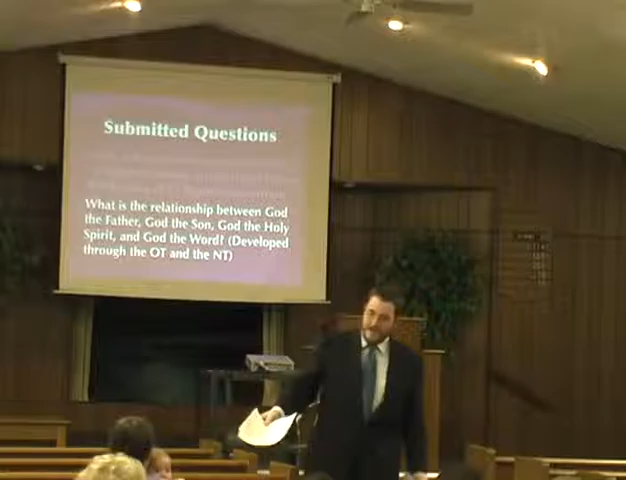 Submitted Questions
What is the relationship between God
the Father, God the Son, God the Holy
Spirit, and God the Word? (Developed
through the OT and the NT)